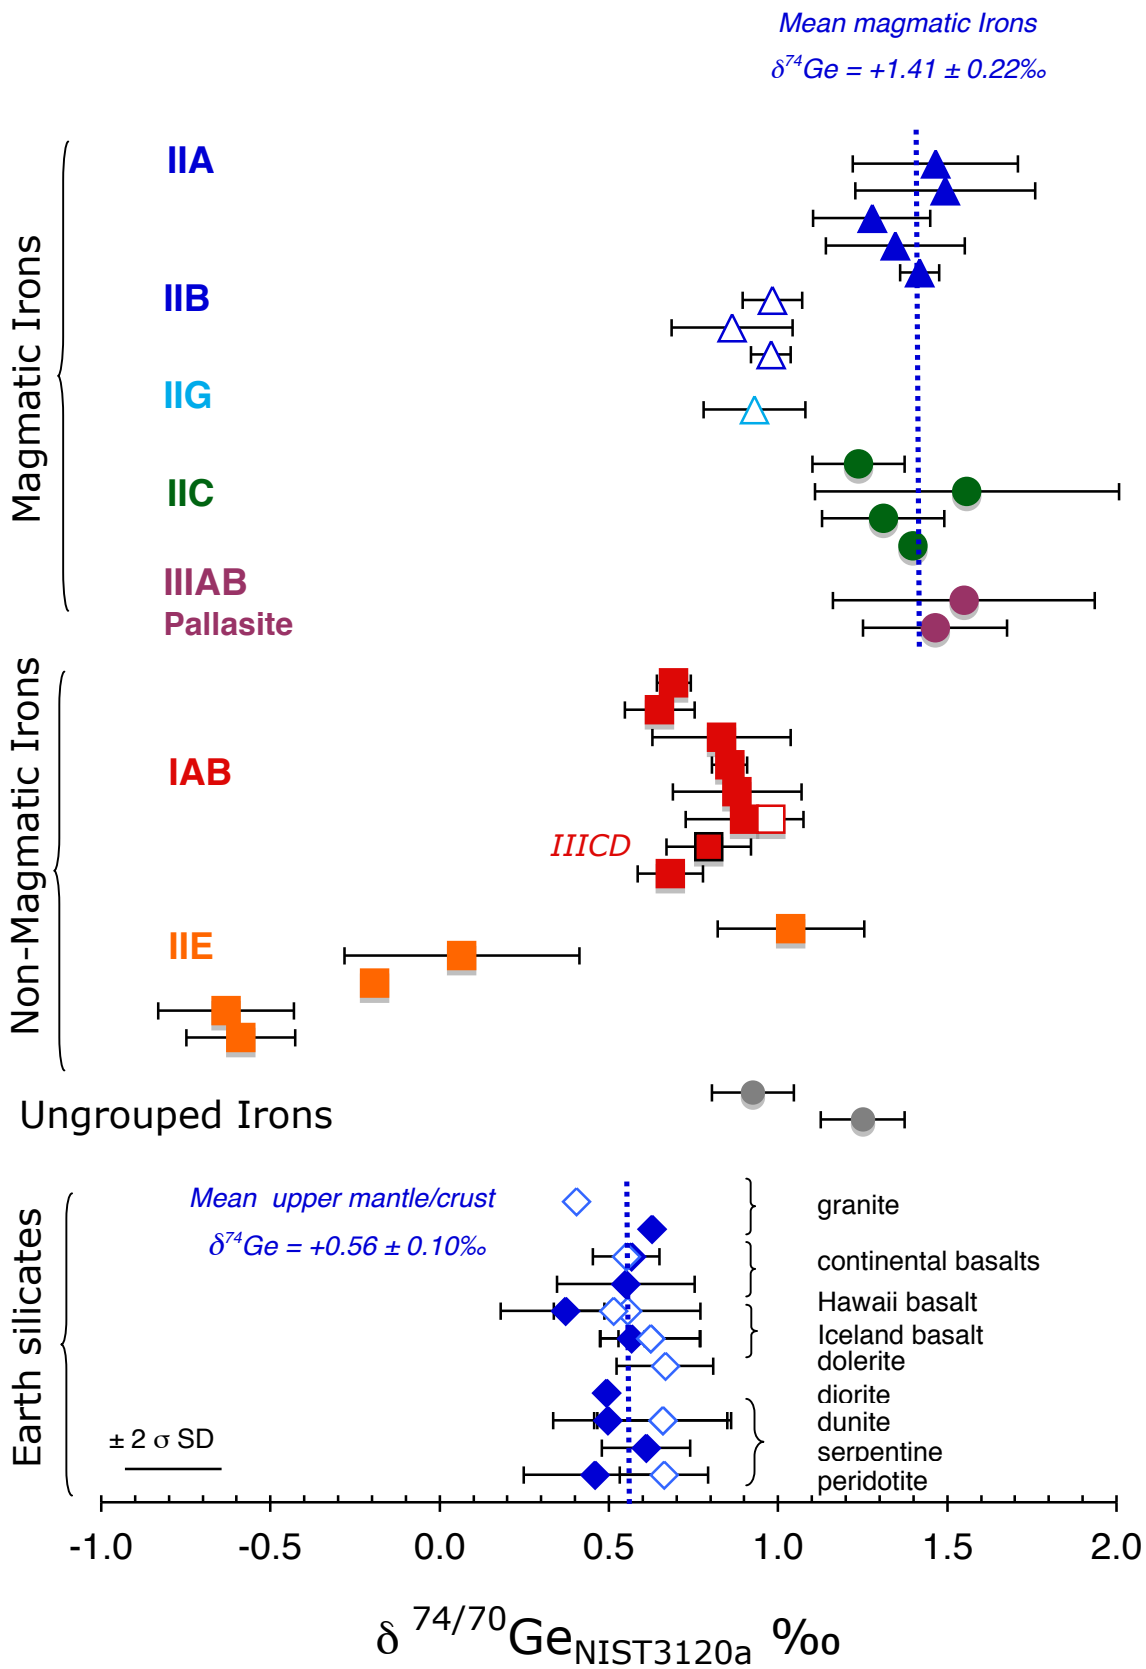 Mean magmatic Irons
δ74Ge = +1.41 ± 0.22‰
Magmatic Irons
IIA
IIB
IIG
IIC
IIIAB
Pallasite
Non-Magmatic Irons
IAB
IIICD
IIE
Ungrouped Irons
Earth silicates
Mean upper mantle/crust
δ74Ge = +0.56 ± 0.10‰
granite
continental basalts
Hawaii basalt
Iceland basalt
dolerite
diorite
dunite
serpentine
peridotite
± 2 σ SD
-1.0 -0.5 0.0 0.5 1.0 1.5 2.0
δ 74/70Ge NIST3120a ‰